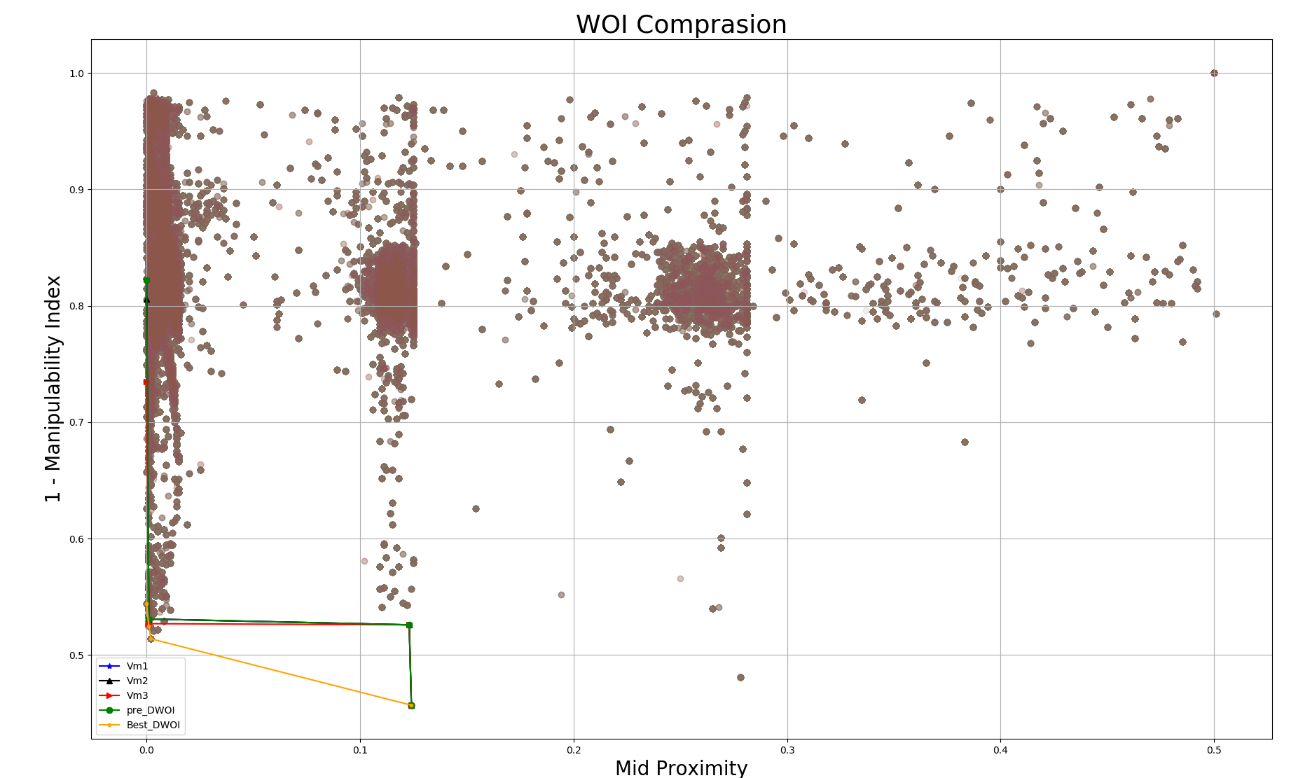 WOI Comprasion
1 - Manipulability Index
1.0
0.9
0.8
0.7
0.6
0.5
Vm1
Vm2
Vm3
pre_DWOI
Best_DWOI
0.0 0.1 0.2 0.3 0.4 0.5
Mid Proximity